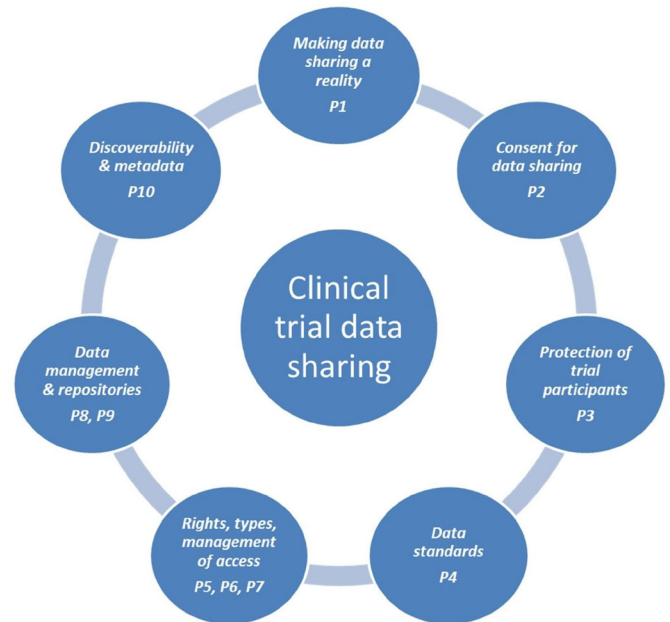 Making data
sharing a
reality
P1
Consent for
data sharing
P2
Protection of
trial
participants
P3
Data
standards
P4
Rights, types,
management
of access
P5, P6, P7
Data
management
& repositories
P8, P9
Discoverability
& metadata
P10
Clinical
trial data
sharing